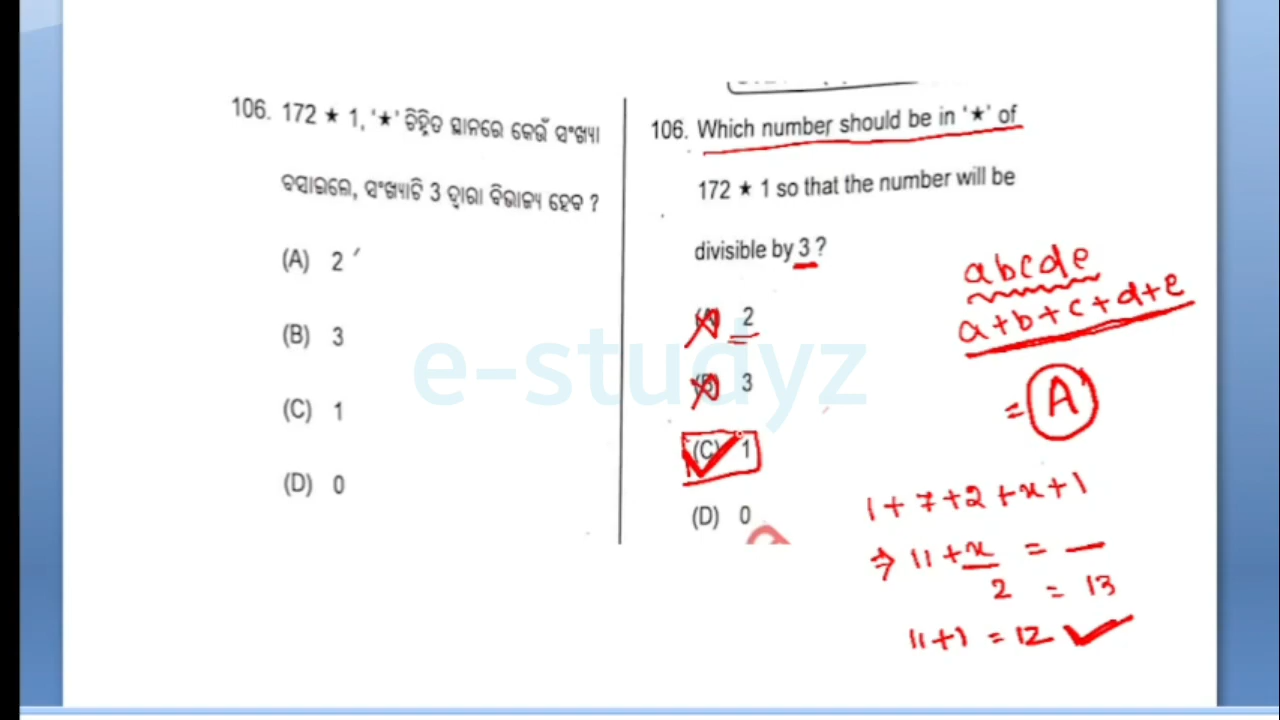 106. 172 ★ 1, '★' ଚିହ୍ନିତ ସ୍ଥାନରେ କେଉଁ ସଂଖ୍ୟା
ବସାଇଲେ, ସଂଖ୍ୟାଟି 3 ଦ୍ୱାରା ବିଭାଜ୍ୟ ହେବ ?
(A) 2
(B) 3
(C) 1
(D) 0
106. Which number should be in '★' of
172 ★ 1 so that the number will be
divisible by 3 ?
(A) 2
(B) 3
(C) 1
(D) 0
abcde
a+b+c+d+e
= A
1+7+2+x+1
⇒ 11+x = —
2 = 13
11+1 = 12 ✓
e-studyz